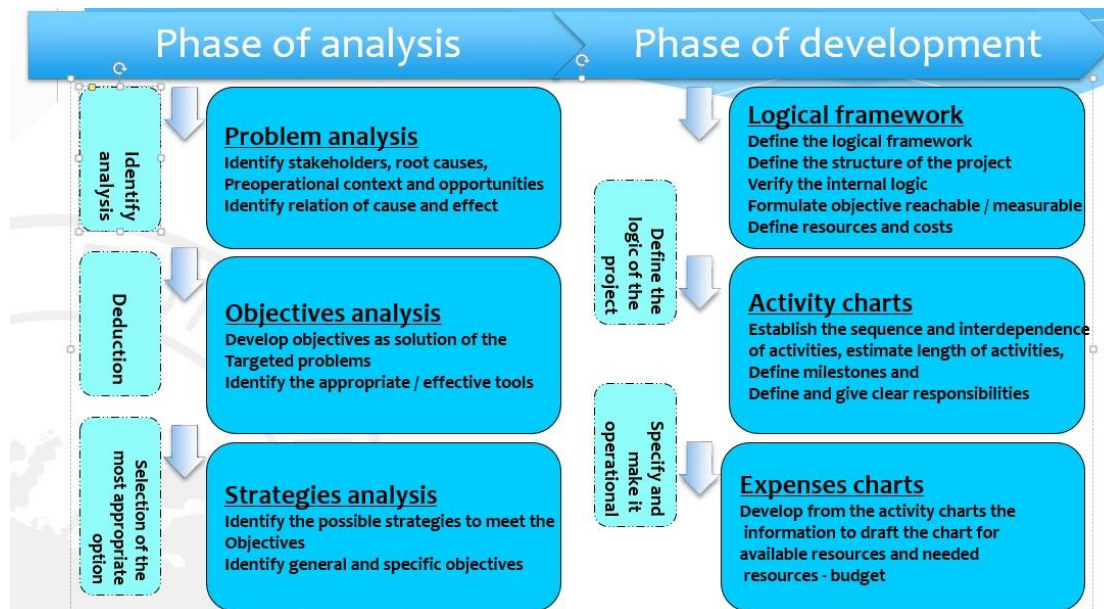 Phase of analysis
Phase of development
Identify
analysis
Problem analysis
Identify stakeholders, root causes,
Preoperational context and opportunities
Identify relation of cause and effect
Deduction
Objectives analysis
Develop objectives as solution of the
Targeted problems
Identify the appropriate / effective tools
Selection of the
most appropriate
option
Strategies analysis
Identify the possible strategies to meet the
Objectives
Identify general and specific objectives
Logical framework
Define the logical framework
Define the structure of the project
Verify the internal logic
Formulate objective reachable / measurable
Define resources and costs
Define the
logic of the
project
Activity charts
Establish the sequence and interdependence
of activities, estimate length of activities,
Define milestones and
Define and give clear responsibilities
Specify and
make it
operational
Expenses charts
Develop from the activity charts the
information to draft the chart for
available resources and needed
resources - budget